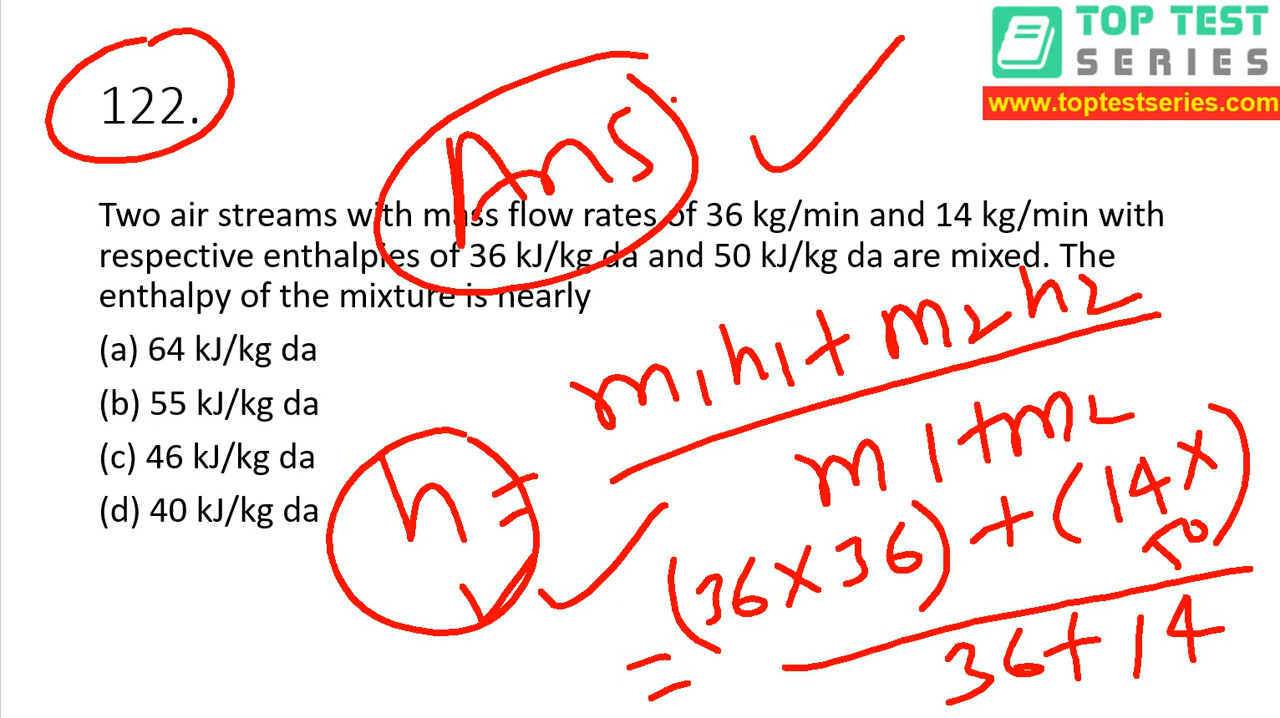 TOP TEST
SERIES
www.toptestseries.com
122.
Ans
Two air streams with mass flow rates of 36 kg/min and 14 kg/min with
respective enthalpies of 36 kJ/kg da and 50 kJ/kg da are mixed. The
enthalpy of the mixture is nearly
(a) 64 kJ/kg da
(b) 55 kJ/kg da
(c) 46 kJ/kg da
(d) 40 kJ/kg da
m1h1+m2h2
h=
m1+m2
=(36×36)+(14×50)
36+14